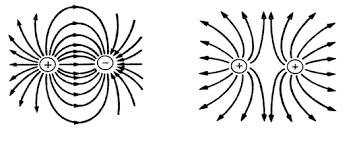 + − + +